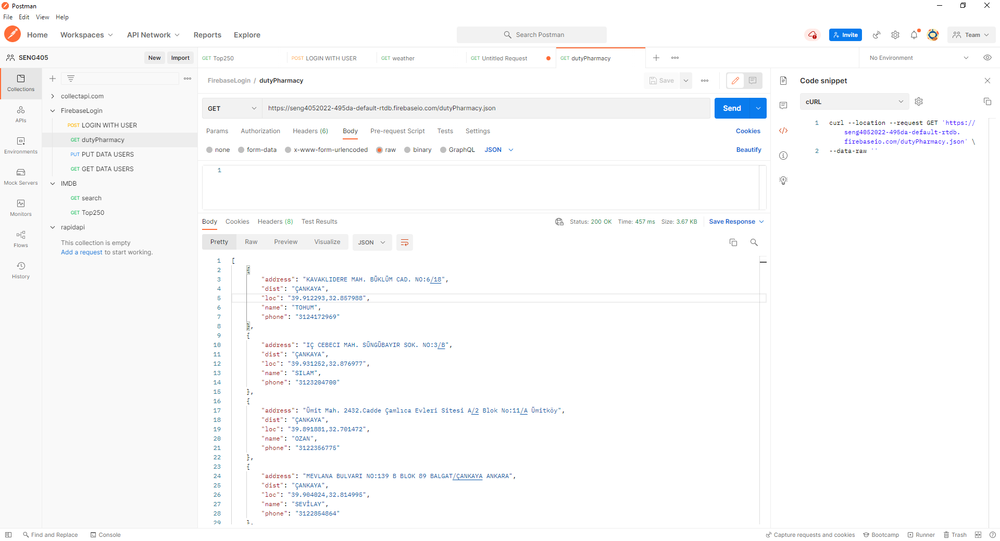 Postman
File Edit View Help
Home Workspaces API Network Reports Explore
Search Postman
Invite
Team
SENG405 New Import
GET Top250 POST LOGIN WITH USER GET weather GET Untitled Request GET dutyPharmacy
No Environment
Collections
APIs
Environments
Mock Servers
Monitors
Flows
History
collectapi.com
FirebaseLogin
POST LOGIN WITH USER
GET dutyPharmacy
PUT PUT DATA USERS
GET GET DATA USERS
IMDB
GET search
GET Top250
rapidapi
This collection is empty
Add a request to start working.
FirebaseLogin / dutyPharmacy
Save
GET https://seng4052022-495da-default-rtdb.firebaseio.com/dutyPharmacy.json Send
Params Authorization Headers (6) Body Pre-request Script Tests Settings Cookies
none form-data x-www-form-urlencoded raw binary GraphQL JSON Beautify
1
Body Cookies Headers (8) Test Results Status: 200 OK Time: 457 ms Size: 3.67 KB Save Response
Pretty Raw Preview Visualize JSON
1 [
2 {
3 "address": "KAVAKLIDERE MAH. BÜKLÜM CAD. NO:6/18",
4 "dist": "ÇANKAYA",
5 "loc": "39.912293,32.857988",
6 "name": "TOHUM",
7 "phone": "3124172969"
8 },
9 {
10 "address": "IÇ CEBECI MAH. SÜNGÜBAYIR SOK. NO:3/B",
11 "dist": "ÇANKAYA",
12 "loc": "39.931252,32.876977",
13 "name": "SILAM",
14 "phone": "3123204700"
15 },
16 {
17 "address": "Ümit Mah. 2432.Cadde Çamlıca Evleri Sitesi A/2 Blok No:11/A Ümitköy",
18 "dist": "ÇANKAYA",
19 "loc": "39.891881,32.701472",
20 "name": "OZAN",
21 "phone": "3122356775"
22 },
23 {
24 "address": "MEVLANA BULVARI NO:139 B BLOK 89 BALGAT/ÇANKAYA ANKARA",
25 "dist": "ÇANKAYA",
26 "loc": "39.904024,32.814995",
27 "name": "SEVİLAY",
28 "phone": "3122854864"
29 },
Code snippet
cURL
1 curl --location --request GET 'https://
seng4052022-495da-default-rtdb.
firebaseio.com/dutyPharmacy.json' \
2 --data-raw ''
Find and Replace Console
Capture requests and cookies Bootcamp Runner Trash